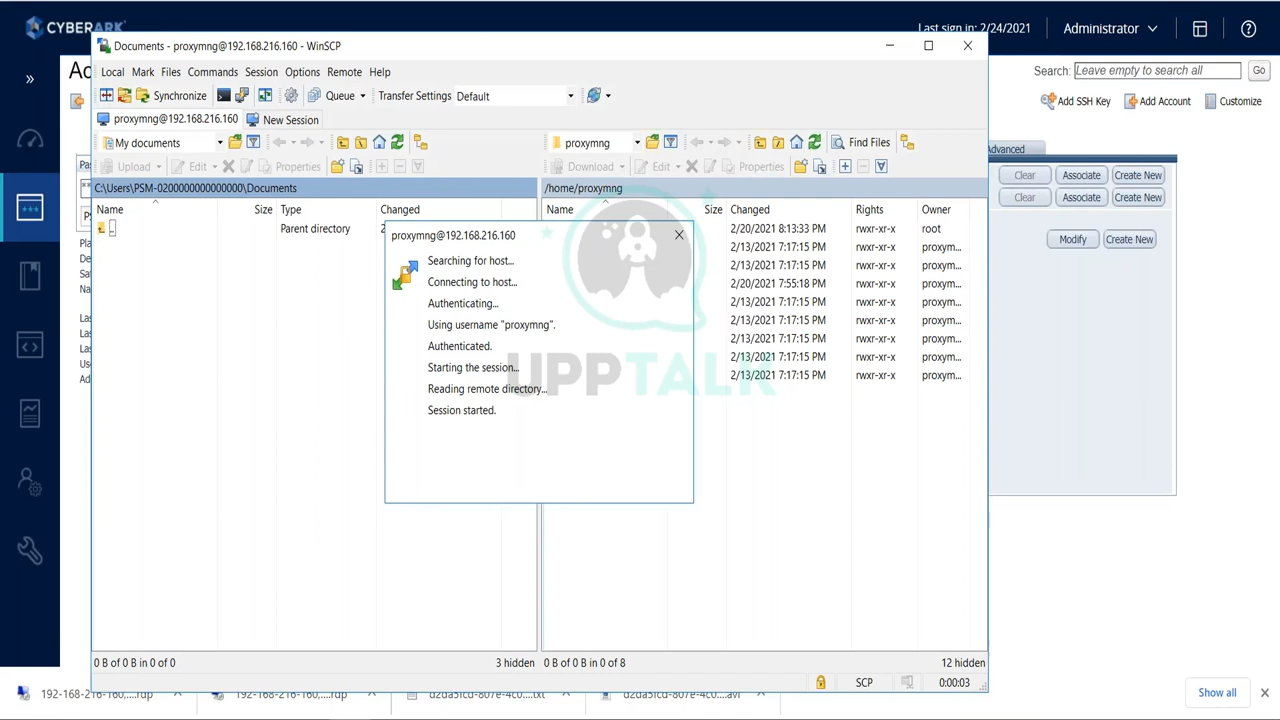 CYBERARK
Last sign in: 2/24/2021
Administrator
Documents - proxymng@192.168.216.160 - WinSCP
Search: Leave empty to search all Go
Add SSH Key Add Account Customize
Local Mark Files Commands Session Options Remote Help
Synchronize Queue Transfer Settings Default
proxymng@192.168.216.160 New Session
My documents
proxymng Find Files
Upload Edit Properties
Download Edit Properties
C:\Users\PSM-0200000000000000\Documents
/home/proxymng
Name Size Type Changed
Name Size Changed Rights Owner
.. Parent directory 2
2/20/2021 8:13:33 PM rwxr-xr-x root
2/13/2021 7:17:15 PM rwxr-xr-x proxym...
2/13/2021 7:17:15 PM rwxr-xr-x proxym...
2/20/2021 7:55:18 PM rwxr-xr-x proxym...
2/13/2021 7:17:15 PM rwxr-xr-x proxym...
2/13/2021 7:17:15 PM rwxr-xr-x proxym...
2/13/2021 7:17:15 PM rwxr-xr-x proxym...
2/13/2021 7:17:15 PM rwxr-xr-x proxym...
2/13/2021 7:17:15 PM rwxr-xr-x proxym...
proxymng@192.168.216.160
Searching for host...
Connecting to host...
Authenticating...
Using username "proxymng".
Authenticated.
Starting the session...
Reading remote directory...
Session started.
UPPTALK
Advanced
Clear Associate Create New
Clear Associate Create New
Modify Create New
0 B of 0 B in 0 of 0 3 hidden
0 B of 0 B in 0 of 8 12 hidden
SCP 0:00:03
192-168-216-160,....rdp
192-168-216-160,....rdp
d2da5fcd-807e-4c0....txt
d2da5fcd-807e-4c0....avi
Show all